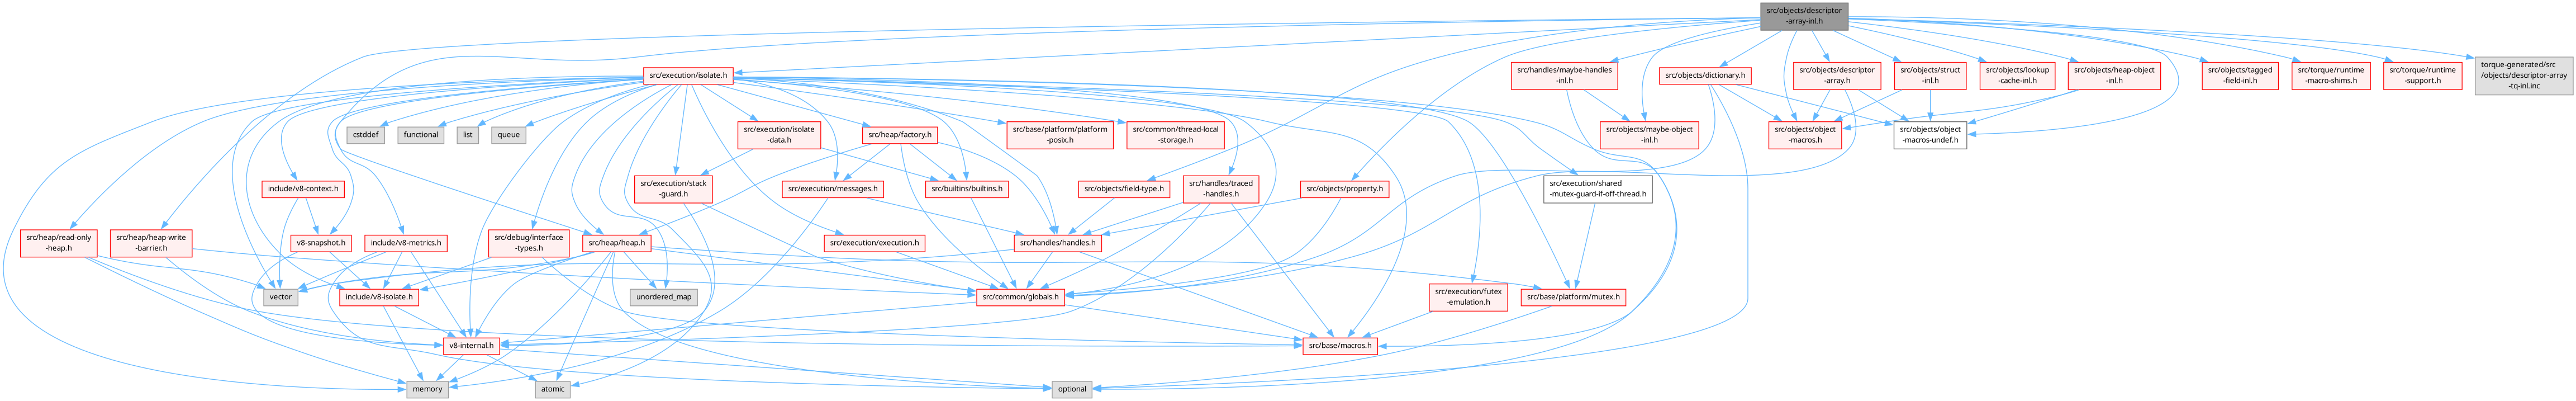 src/objects/descriptor
-array-inl.h
src/execution/isolate.h
src/handles/maybe-handles
-inl.h
src/objects/dictionary.h
src/objects/descriptor
-array.h
src/objects/struct
-inl.h
src/objects/lookup
-cache-inl.h
src/objects/heap-object
-inl.h
src/objects/tagged
-field-inl.h
src/torque/runtime
-macro-shims.h
src/torque/runtime
-support.h
torque-generated/src
/objects/descriptor-array
-tq-inl.inc
cstddef
functional
list
queue
src/execution/isolate
-data.h
src/heap/factory.h
src/base/platform/platform
-posix.h
src/common/thread-local
-storage.h
src/objects/maybe-object
-inl.h
src/objects/object
-macros.h
src/objects/object
-macros-undef.h
include/v8-context.h
src/execution/stack
-guard.h
src/execution/messages.h
src/builtins/builtins.h
src/objects/field-type.h
src/handles/traced
-handles.h
src/objects/property.h
src/execution/shared
-mutex-guard-if-off-thread.h
src/heap/read-only
-heap.h
src/heap/heap-write
-barrier.h
v8-snapshot.h
include/v8-metrics.h
src/debug/interface
-types.h
src/heap/heap.h
src/execution/execution.h
src/handles/handles.h
vector
include/v8-isolate.h
unordered_map
src/common/globals.h
src/execution/futex
-emulation.h
src/base/platform/mutex.h
v8-internal.h
src/base/macros.h
memory
atomic
optional